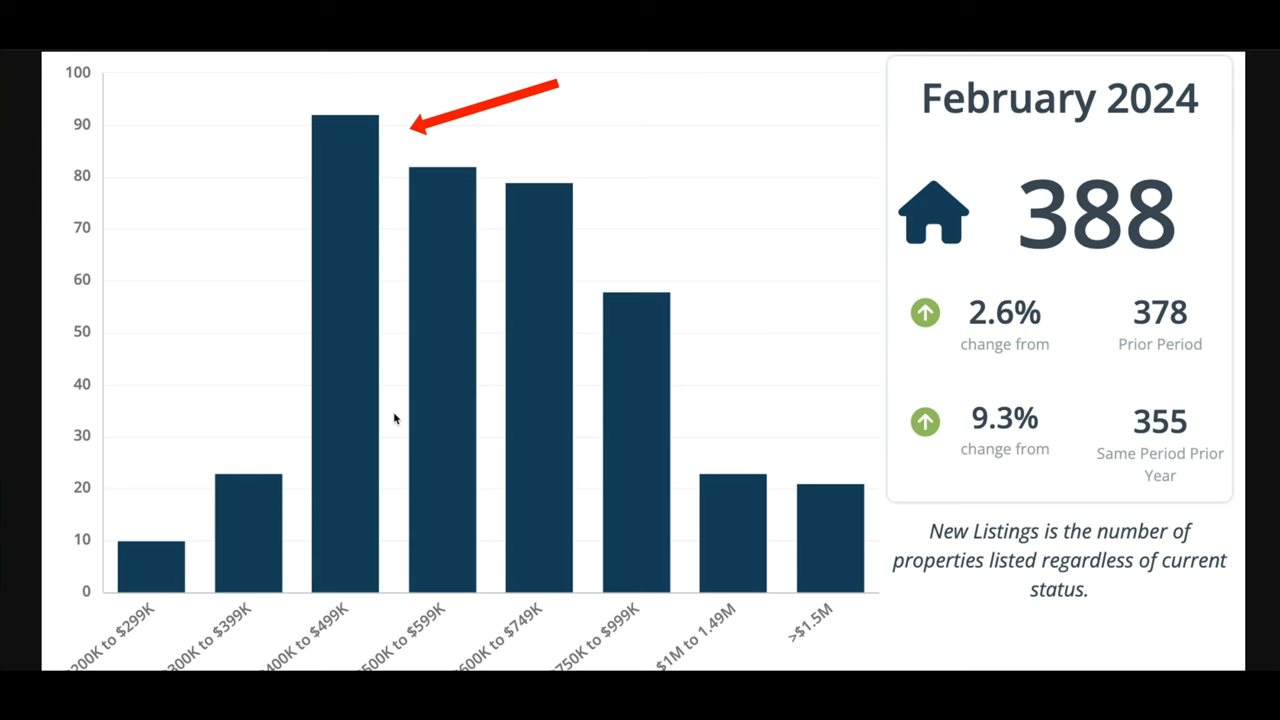 100
90
80
70
60
50
40
30
20
10
0
200K to $299K
300K to $399K
400K to $499K
500K to $599K
600K to $749K
750K to $999K
$1M to 1.49M
>$1.5M
February 2024
388
2.6%
378
change from
Prior Period
9.3%
355
change from
Same Period Prior
Year
New Listings is the number of
properties listed regardless of current
status.